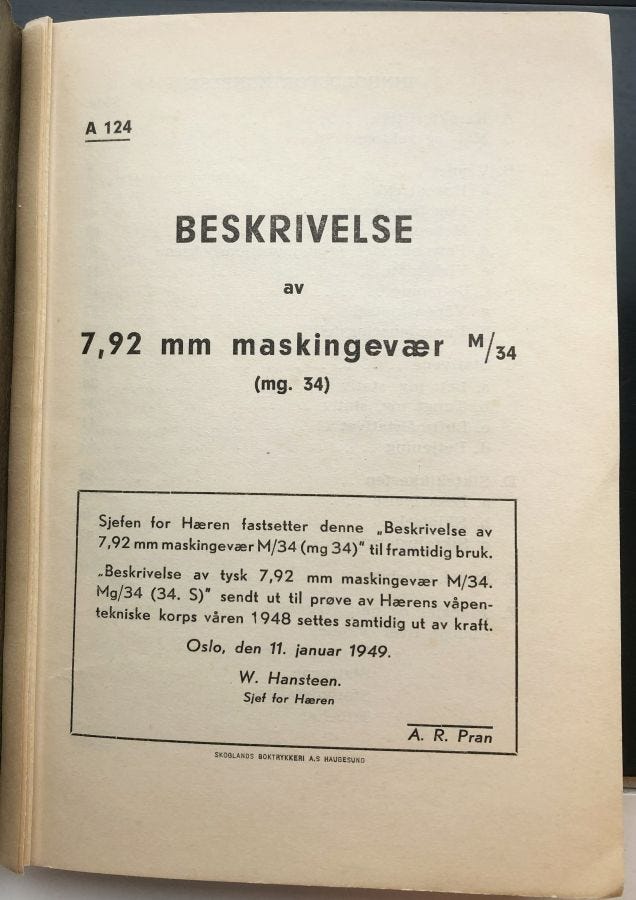 A 124
BESKRIVELSE
av
7,92 mm maskingevær M/34
(mg. 34)
Sjefen for Hæren fastsetter denne „Beskrivelse av
7,92 mm maskingevær M/34 (mg 34)" til framtidig bruk.
„Beskrivelse av tysk 7,92 mm maskingevær M/34.
Mg/34 (34. S)" sendt ut til prøve av Hærens våpen-
tekniske korps våren 1948 settes samtidig ut av kraft.
Oslo, den 11. januar 1949.
W. Hansteen.
Sjef for Hæren
A. R. Pran
SKOGLANDS BOKTRYKKERI A.S HAUGESUND